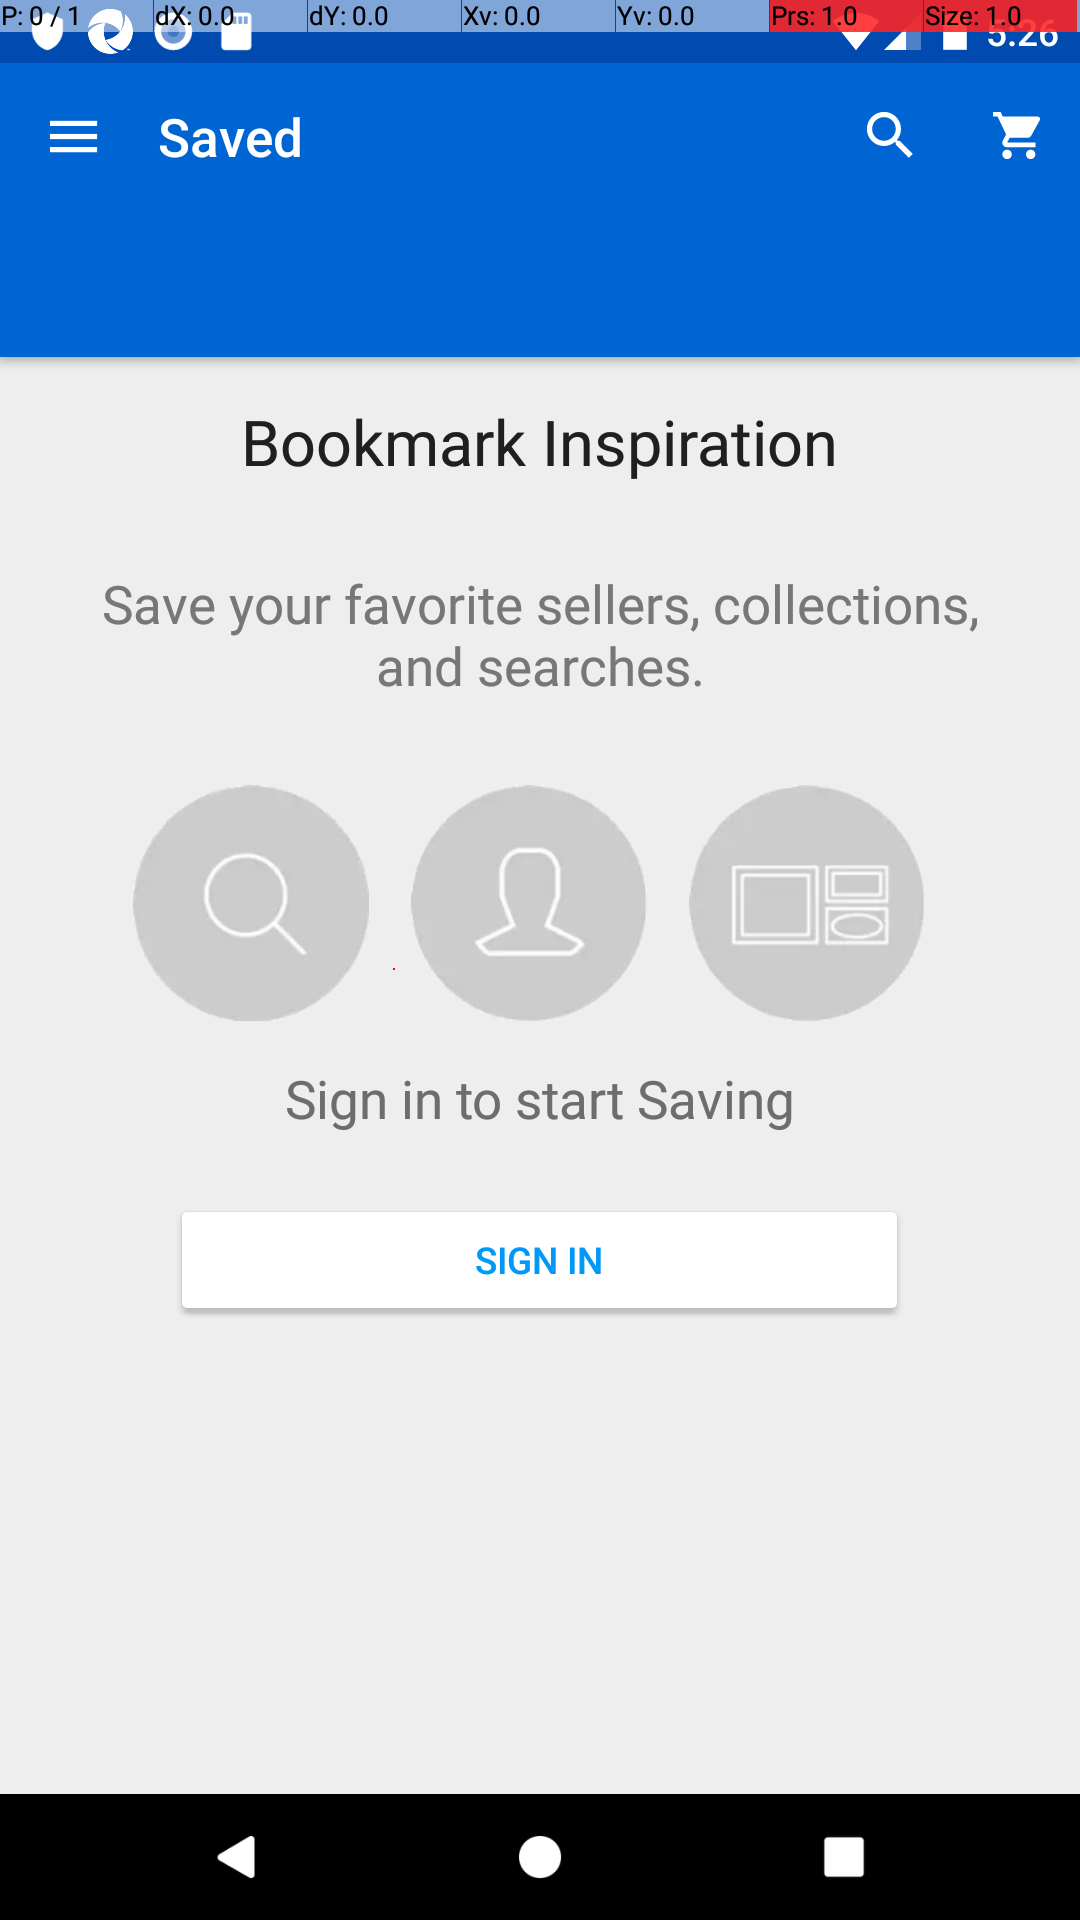 P: 0 / 1 dX: 0.0 dY: 0.0 Xv: 0.0 Yv: 0.0 Prs: 1.0 Size: 1.0
5:26
Saved
Bookmark Inspiration
Save your favorite sellers, collections,
and searches.
Sign in to start Saving
SIGN IN